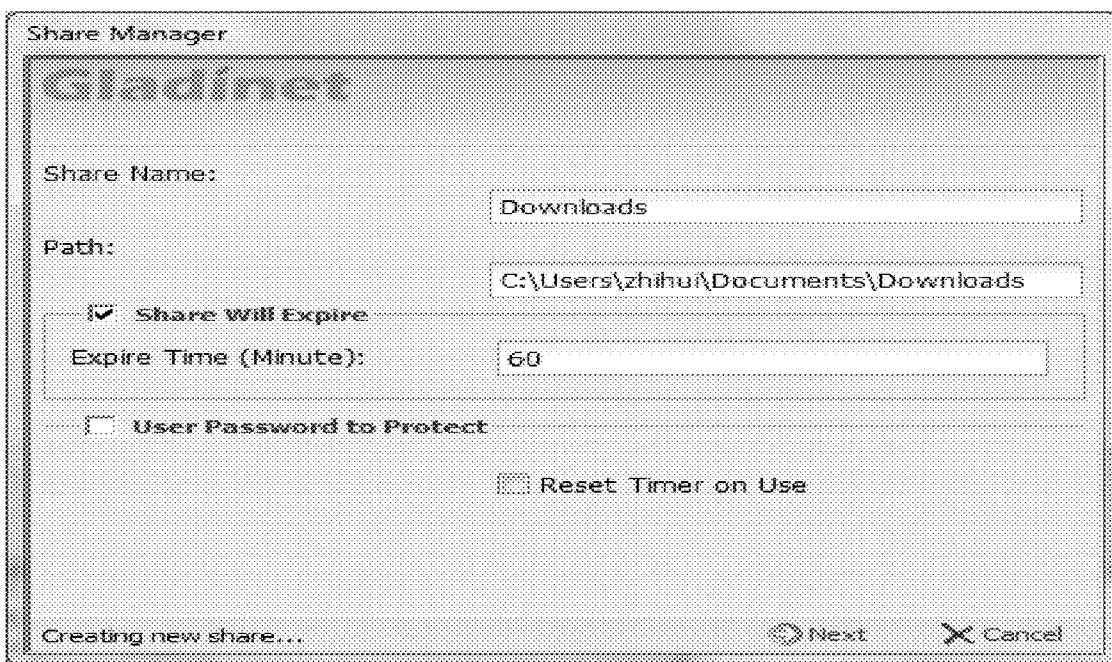 Share Manager
Gladinet
Share Name:
Downloads
Path:
C:\Users\zhihui\Documents\Downloads
Share Will Expire
Expire Time (Minute):
60
User Password to Protect
Reset Timer on Use
Creating new share...
Next
Cancel